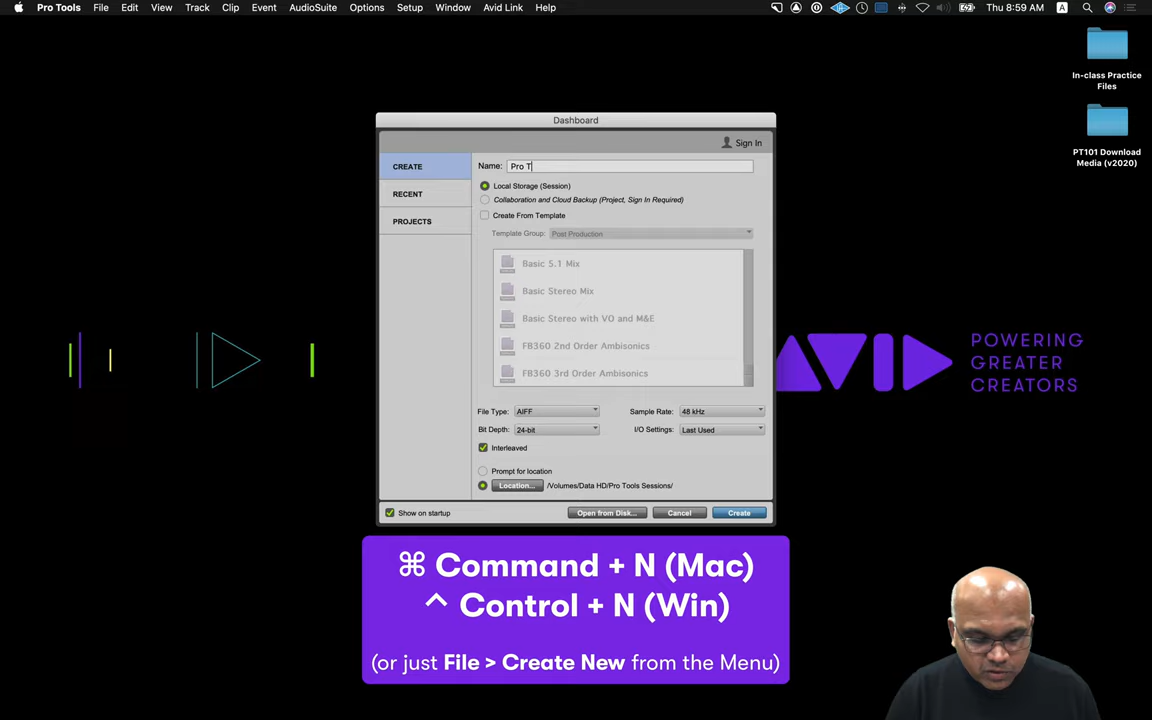 Pro Tools File Edit View Track Clip Event AudioSuite Options Setup Window Avid Link Help Thu 8:59 AM A
In-class Practice
Files
PT101 Download
Media (v2020)
Dashboard
Sign In
CREATE
RECENT
PROJECTS
Name: Pro T
Local Storage (Session)
Collaboration and Cloud Backup (Project, Sign In Required)
Create From Template
Template Group: Post Production
Basic 5.1 Mix
Basic Stereo Mix
Basic Stereo with VO and M&E
FB360 2nd Order Ambisonics
FB360 3rd Order Ambisonics
File Type: AIFF Sample Rate: 48 kHz
Bit Depth: 24-bit I/O Settings: Last Used
Interleaved
Prompt for location
Location... /Volumes/Data HD/Pro Tools Sessions/
Show on startup Open from Disk... Cancel Create
POWERING
GREATER
CREATORS
⌘ Command + N (Mac)
^ Control + N (Win)
(or just File > Create New from the Menu)